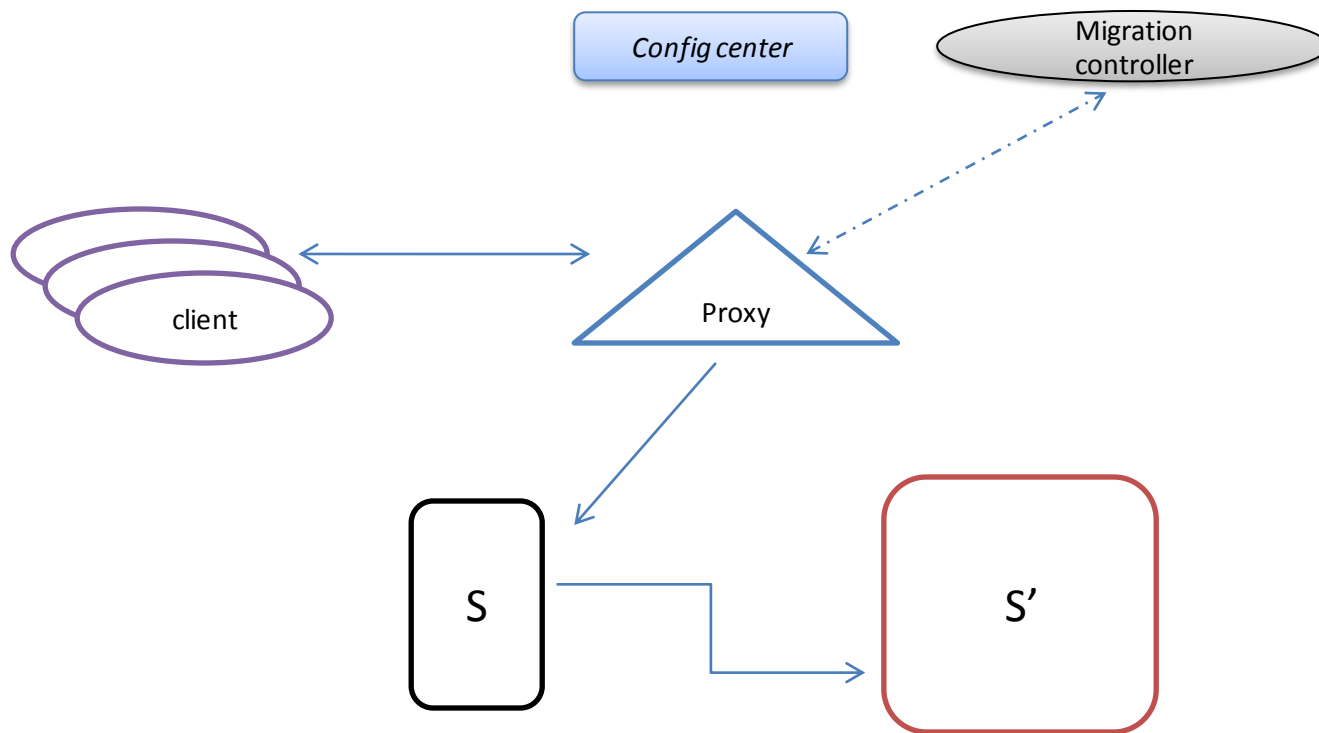 Config center
Migration
controller
client
Proxy
S
S’